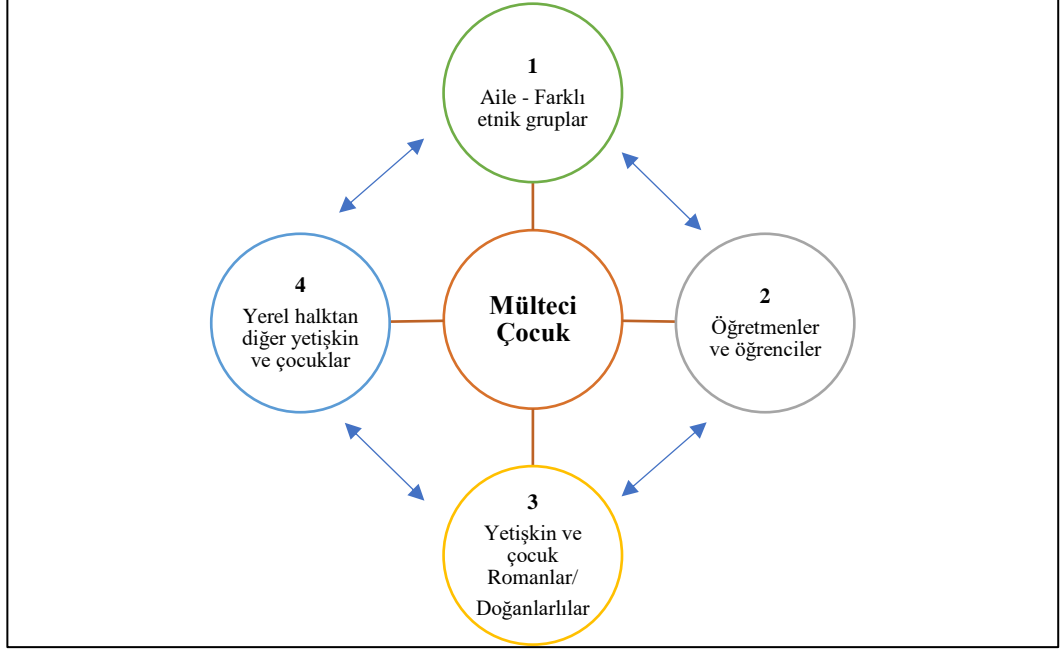 1
Aile - Farklı
etnik gruplar
4
Yerel halktan
diğer yetişkin
ve çocuklar
Mülteci
Çocuk
2
Öğretmenler
ve öğrenciler
3
Yetişkin ve
çocuk
Romanlar/
Doğanlarlılar